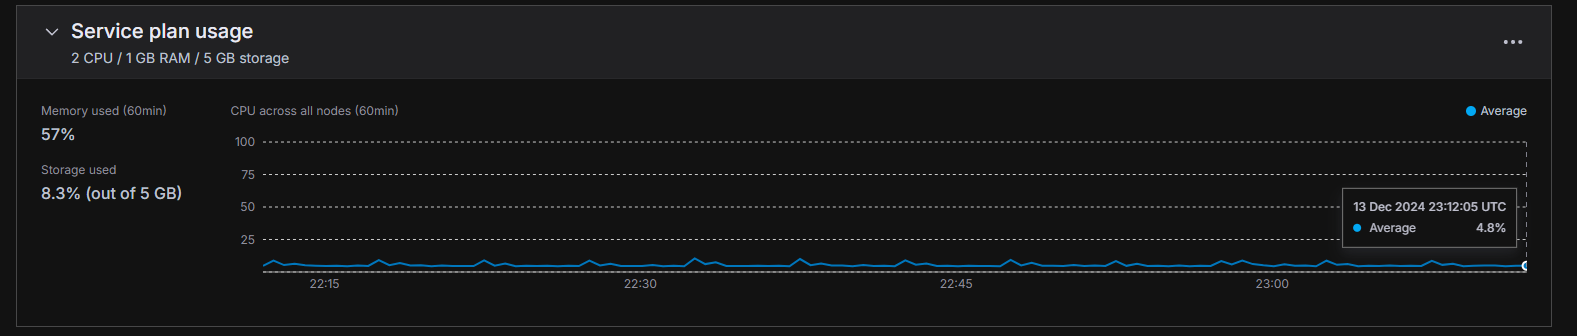 Service plan usage
2 CPU / 1 GB RAM / 5 GB storage
Memory used (60min)
57%
Storage used
8.3% (out of 5 GB)
CPU across all nodes (60min)
Average
100
75
50
25
13 Dec 2024 23:12:05 UTC
Average 4.8%
22:15 22:30 22:45 23:00